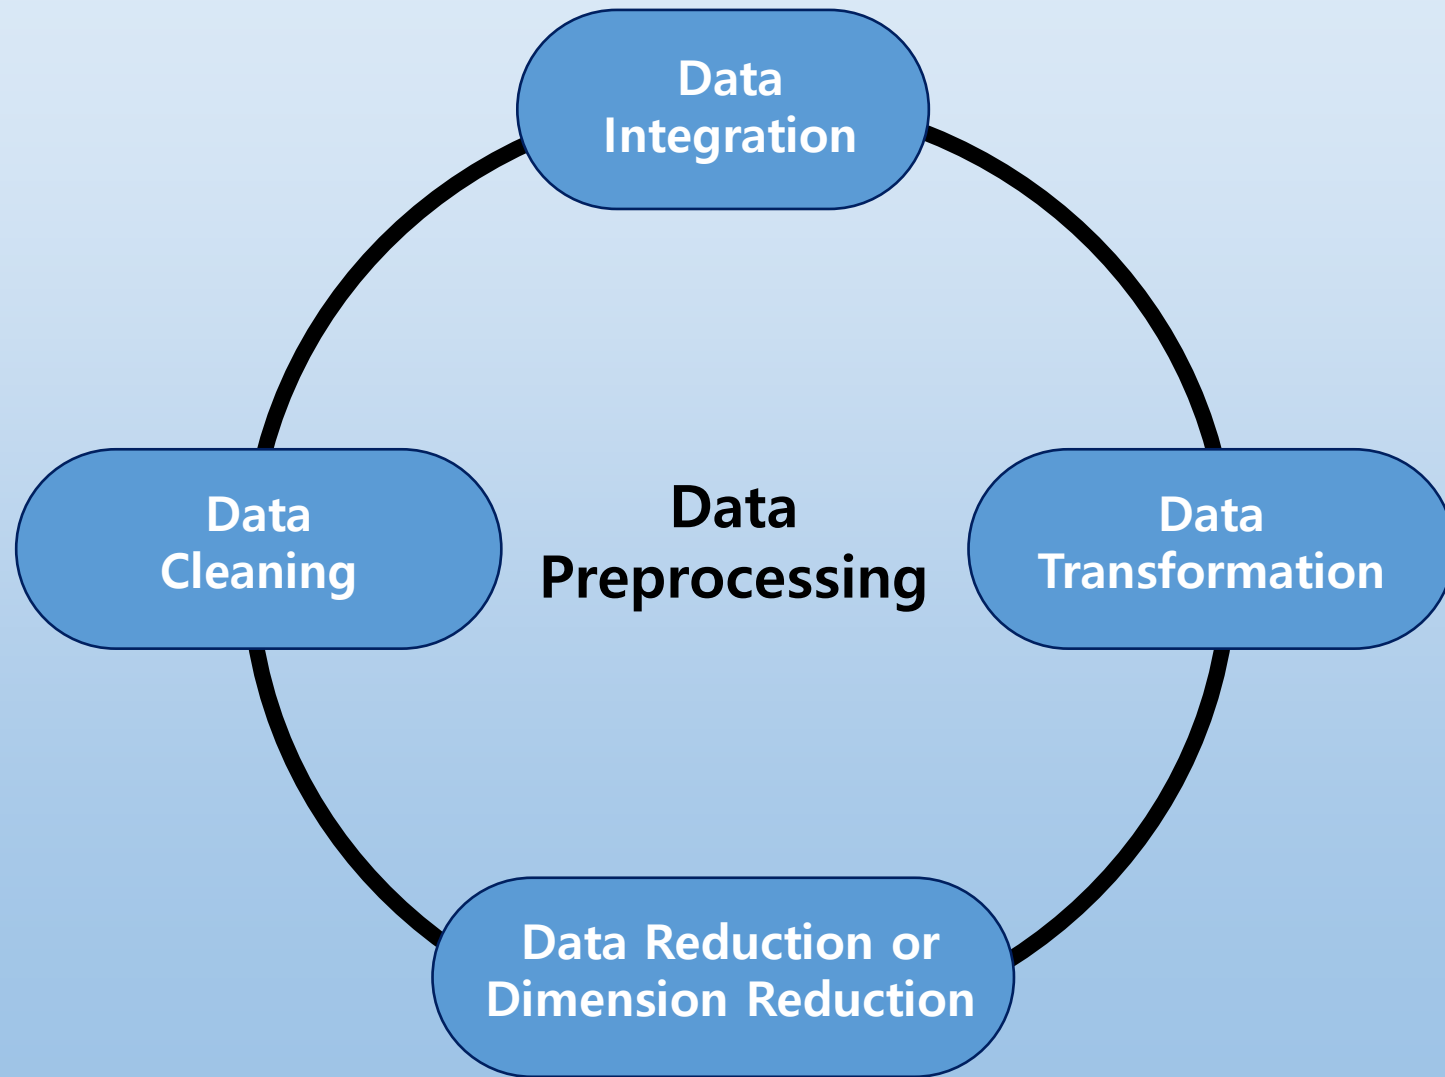 Data
Integration
Data
Cleaning
Data
Preprocessing
Data
Transformation
Data Reduction or
Dimension Reduction